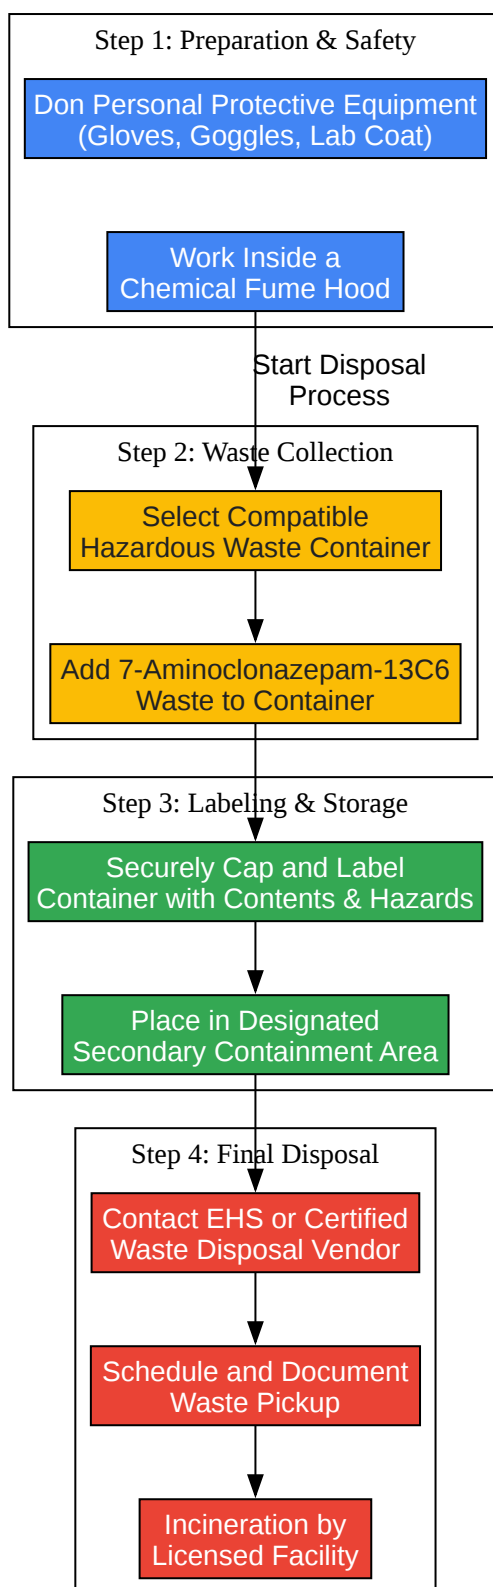 Step 1: Preparation & Safety
Don Personal Protective Equipment
(Gloves, Goggles, Lab Coat)
Work Inside a
Chemical Fume Hood
Start Disposal
Process
Step 2: Waste Collection
Select Compatible
Hazardous Waste Container
Add 7-Aminoclonazepam-13C6
Waste to Container
Step 3: Labeling & Storage
Securely Cap and Label
Container with Contents & Hazards
Place in Designated
Secondary Containment Area
Step 4: Final Disposal
Contact EHS or Certified
Waste Disposal Vendor
Schedule and Document
Waste Pickup
Incineration by
Licensed Facility